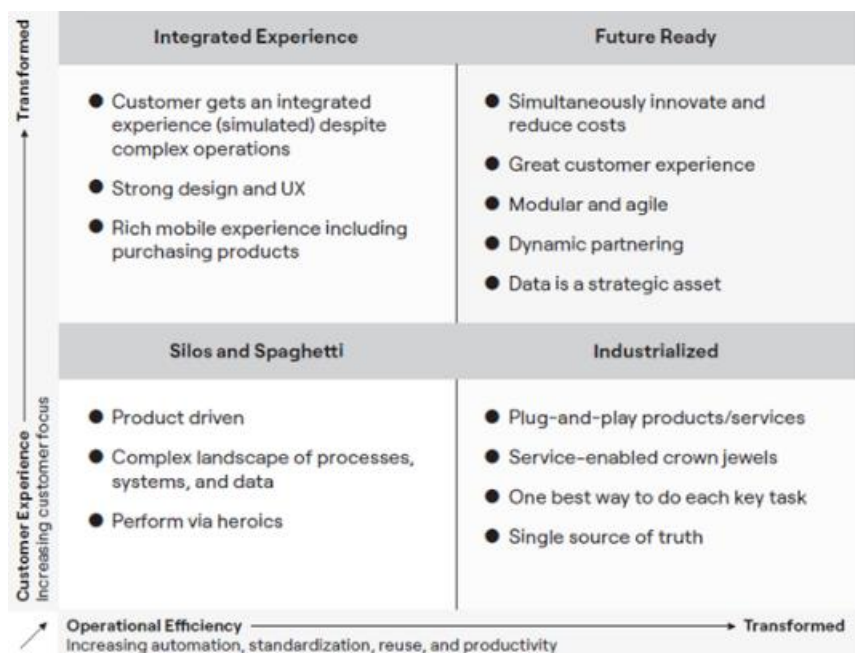 Integrated Experience
Customer gets an integrated
experience (simulated) despite
complex operations
Strong design and UX
Rich mobile experience including
purchasing products
Future Ready
Simultaneously innovate and
reduce costs
Great customer experience
Modular and agile
Dynamic partnering
Data is a strategic asset
Silos and Spaghetti
Product driven
Complex landscape of processes,
systems, and data
Perform via heroics
Industrialized
Plug-and-play products/services
Service-enabled crown jewels
One best way to do each key task
Single source of truth
Customer Experience
Transformed
Increasing customer focus
Operational Efficiency
Transformed
Increasing automation, standardization, reuse, and productivity